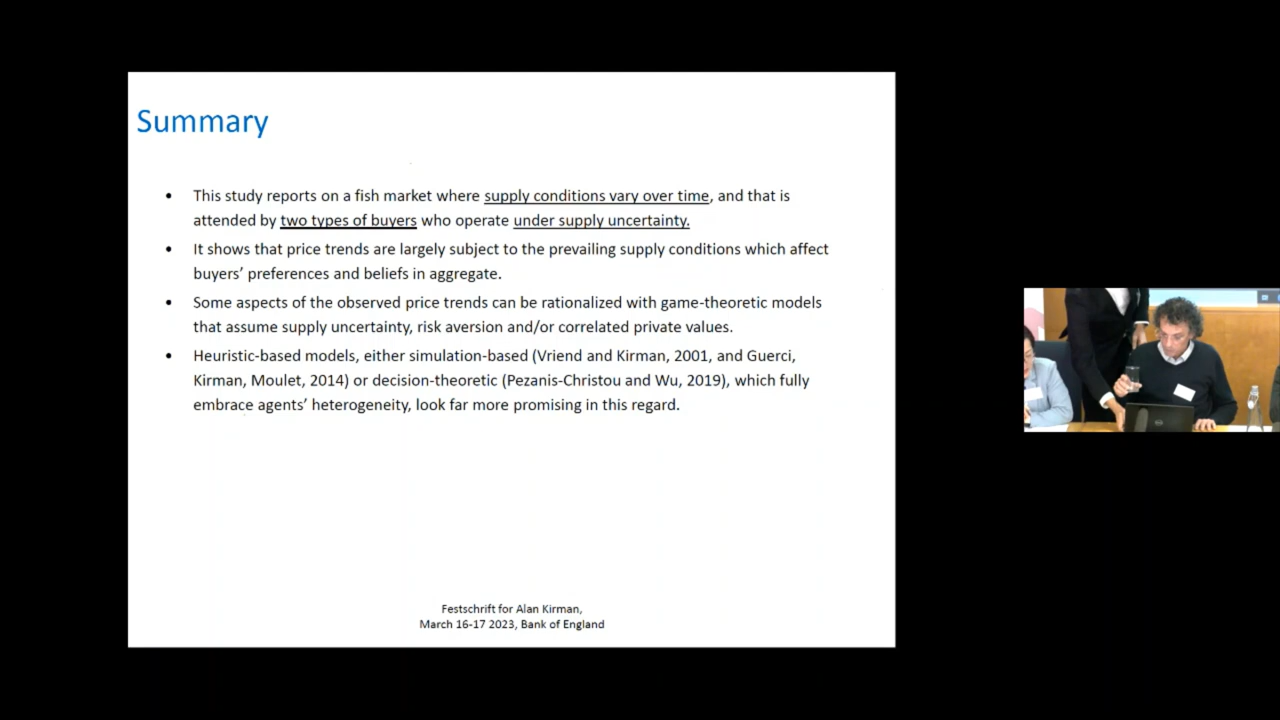 Summary
• This study reports on a fish market where supply conditions vary over time, and that is
attended by two types of buyers who operate under supply uncertainty.
• It shows that price trends are largely subject to the prevailing supply conditions which affect
buyers’ preferences and beliefs in aggregate.
• Some aspects of the observed price trends can be rationalized with game-theoretic models
that assume supply uncertainty, risk aversion and/or correlated private values.
• Heuristic-based models, either simulation-based (Vriend and Kirman, 2001, and Guerci,
Kirman, Moulet, 2014) or decision-theoretic (Pezanis-Christou and Wu, 2019), which fully
embrace agents’ heterogeneity, look far more promising in this regard.
Festschrift for Alan Kirman,
March 16-17 2023, Bank of England